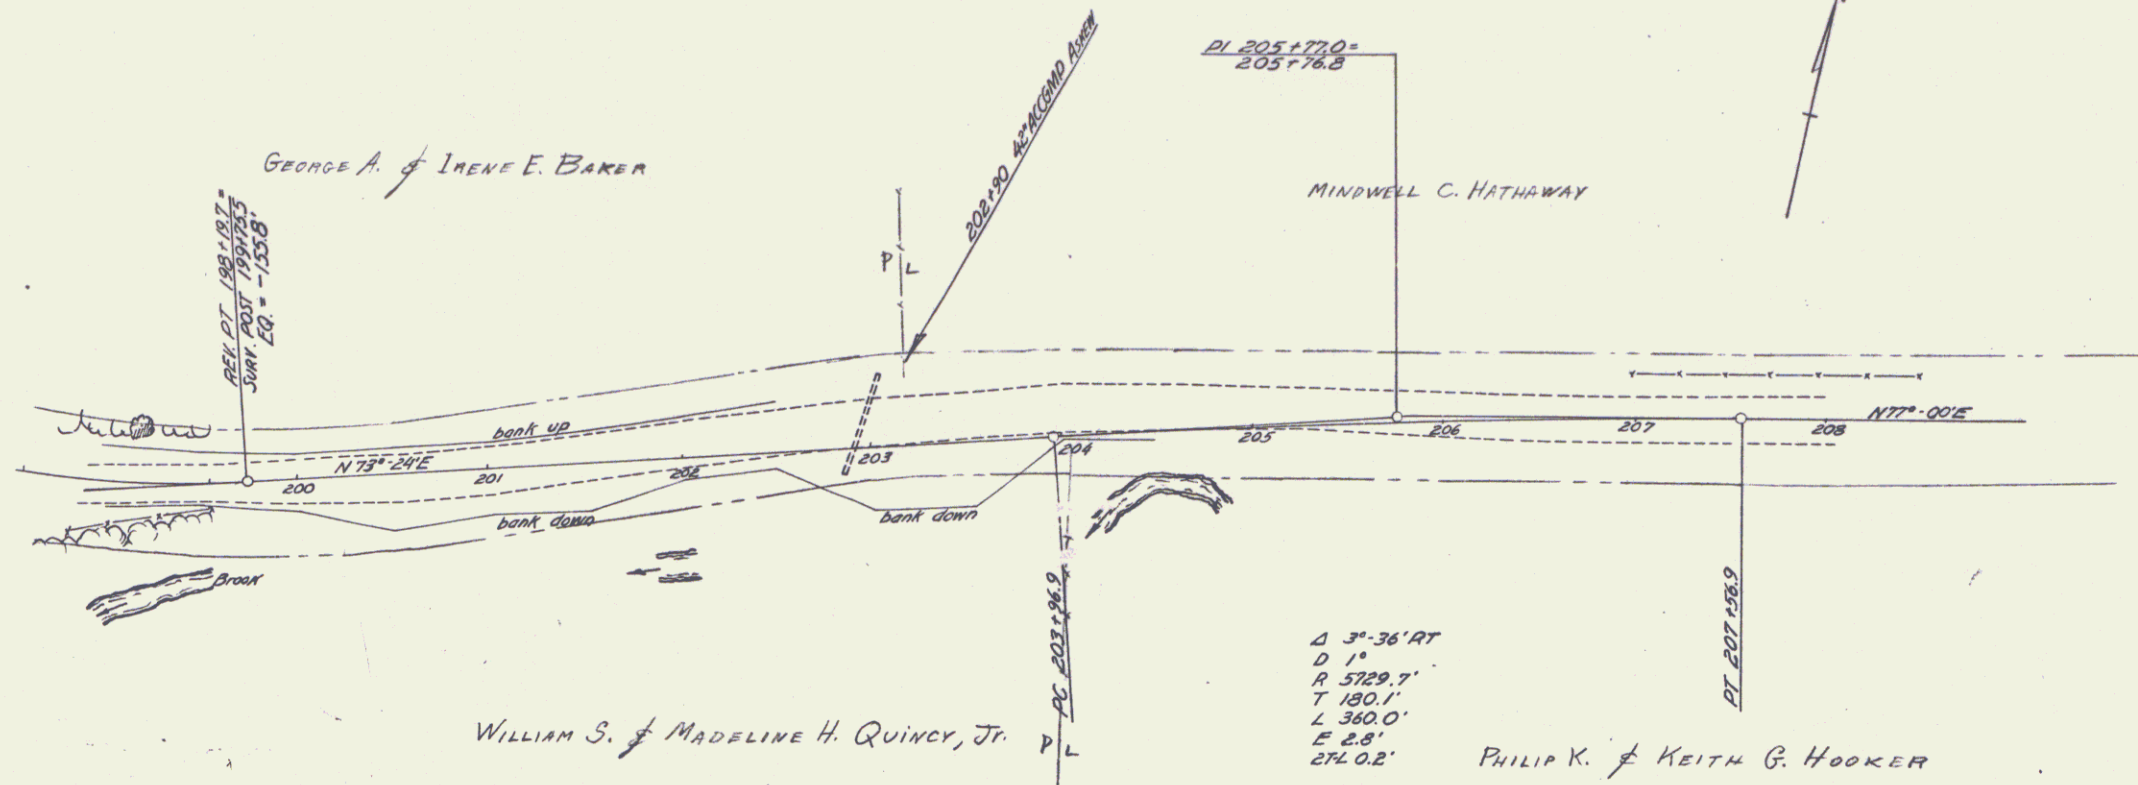 PI 205+77.0=
205+76.8
202+90 42"ACCGMP ASKEW
GEORGE A. & IRENE E. BAKER
MINDWELL C. HATHAWAY
REV. PT 198+19.7 =
SURV. POST 199+75.5
EQ. = -155.8'
P L
bank up
N 73°-24'E
N77°-00'E
200
201
202
203
204
205
206
207
208
bank down
bank down
Brook
PC 203+96.9
PT 207+56.9
Δ 3°-36' RT
D 1°
R 5729.7'
T 180.1'
L 360.0'
E 2.8'
2T-L 0.2'
WILLIAM S. & MADELINE H. QUINCY, Jr.
P L
PHILIP K. & KEITH G. HOOKER